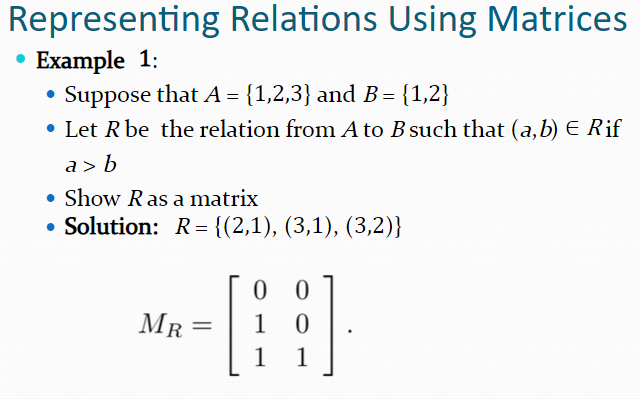 Representing Relations Using Matrices
• Example 1:
• Suppose that A = {1,2,3} and B = {1,2}
• Let R be the relation from A to B such that (a,b) ∈ R if
a > b
• Show R as a matrix
• Solution: R = {(2,1), (3,1), (3,2)}
0 0
M_R = [ 1 0 ] .
1 1